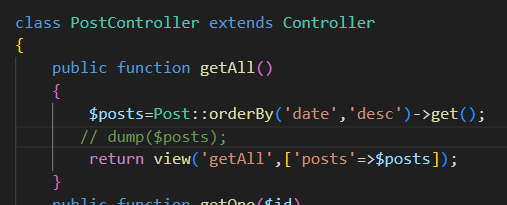 class PostController extends Controller
{
public function getAll()
{
$posts=Post::orderBy('date','desc')->get();
// dump($posts);
return view('getAll',['posts'=>$posts]);
}
public function getOne($id)